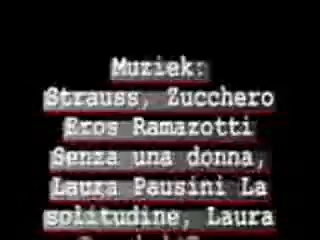 Muziek:
Strauss, Zucchero
Eros Ramazotti
Senza una donna,
Laura Pausini La
solitudine, Laura